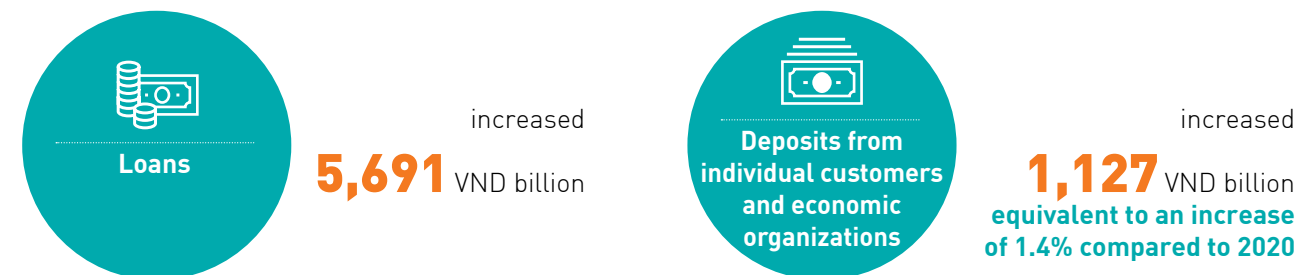 Loans
increased
5,691 VND billion
Deposits from
individual customers
and economic
organizations
increased
1,127 VND billion
equivalent to an increase
of 1.4% compared to 2020